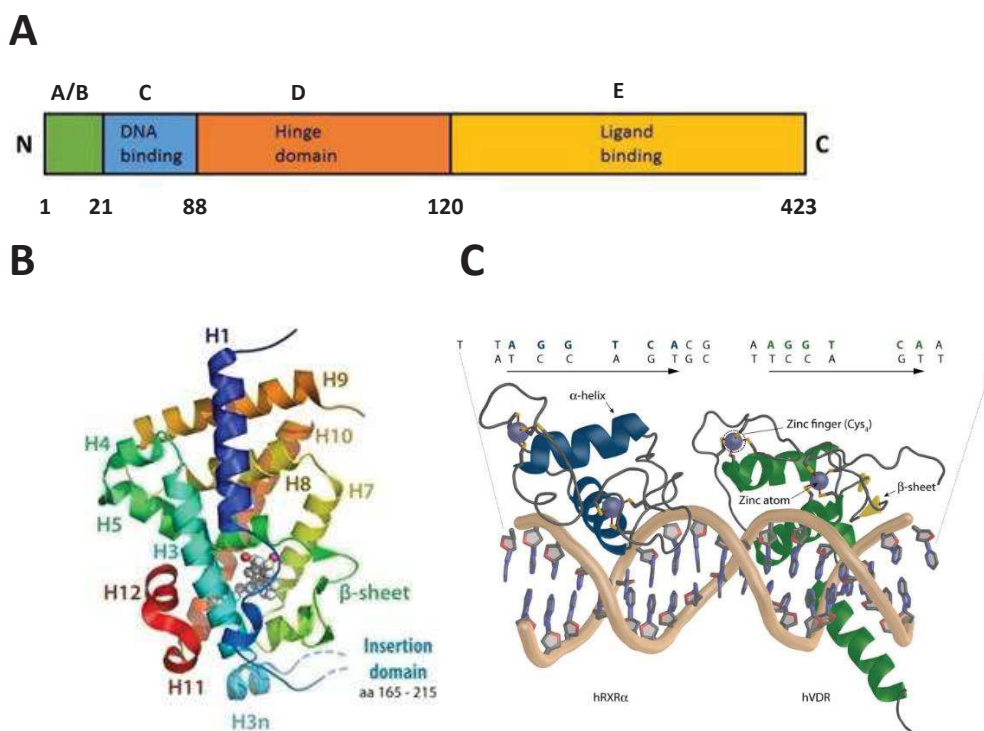 A
A/B C D E
N DNA binding Hinge domain Ligand binding C
1 21 88 120 423
B
H1
H9
H4
H10
H8
H7
H5
H3
H12
β-sheet
H11
Insertion domain
aa 165 - 215
H3n
C
T T A G G T C A C G A A G G T C A A
A T C C A G T G C T T C C A G T T
α-helix
Zinc finger (Cys4)
Zinc atom
β-sheet
hRXRα
hVDR